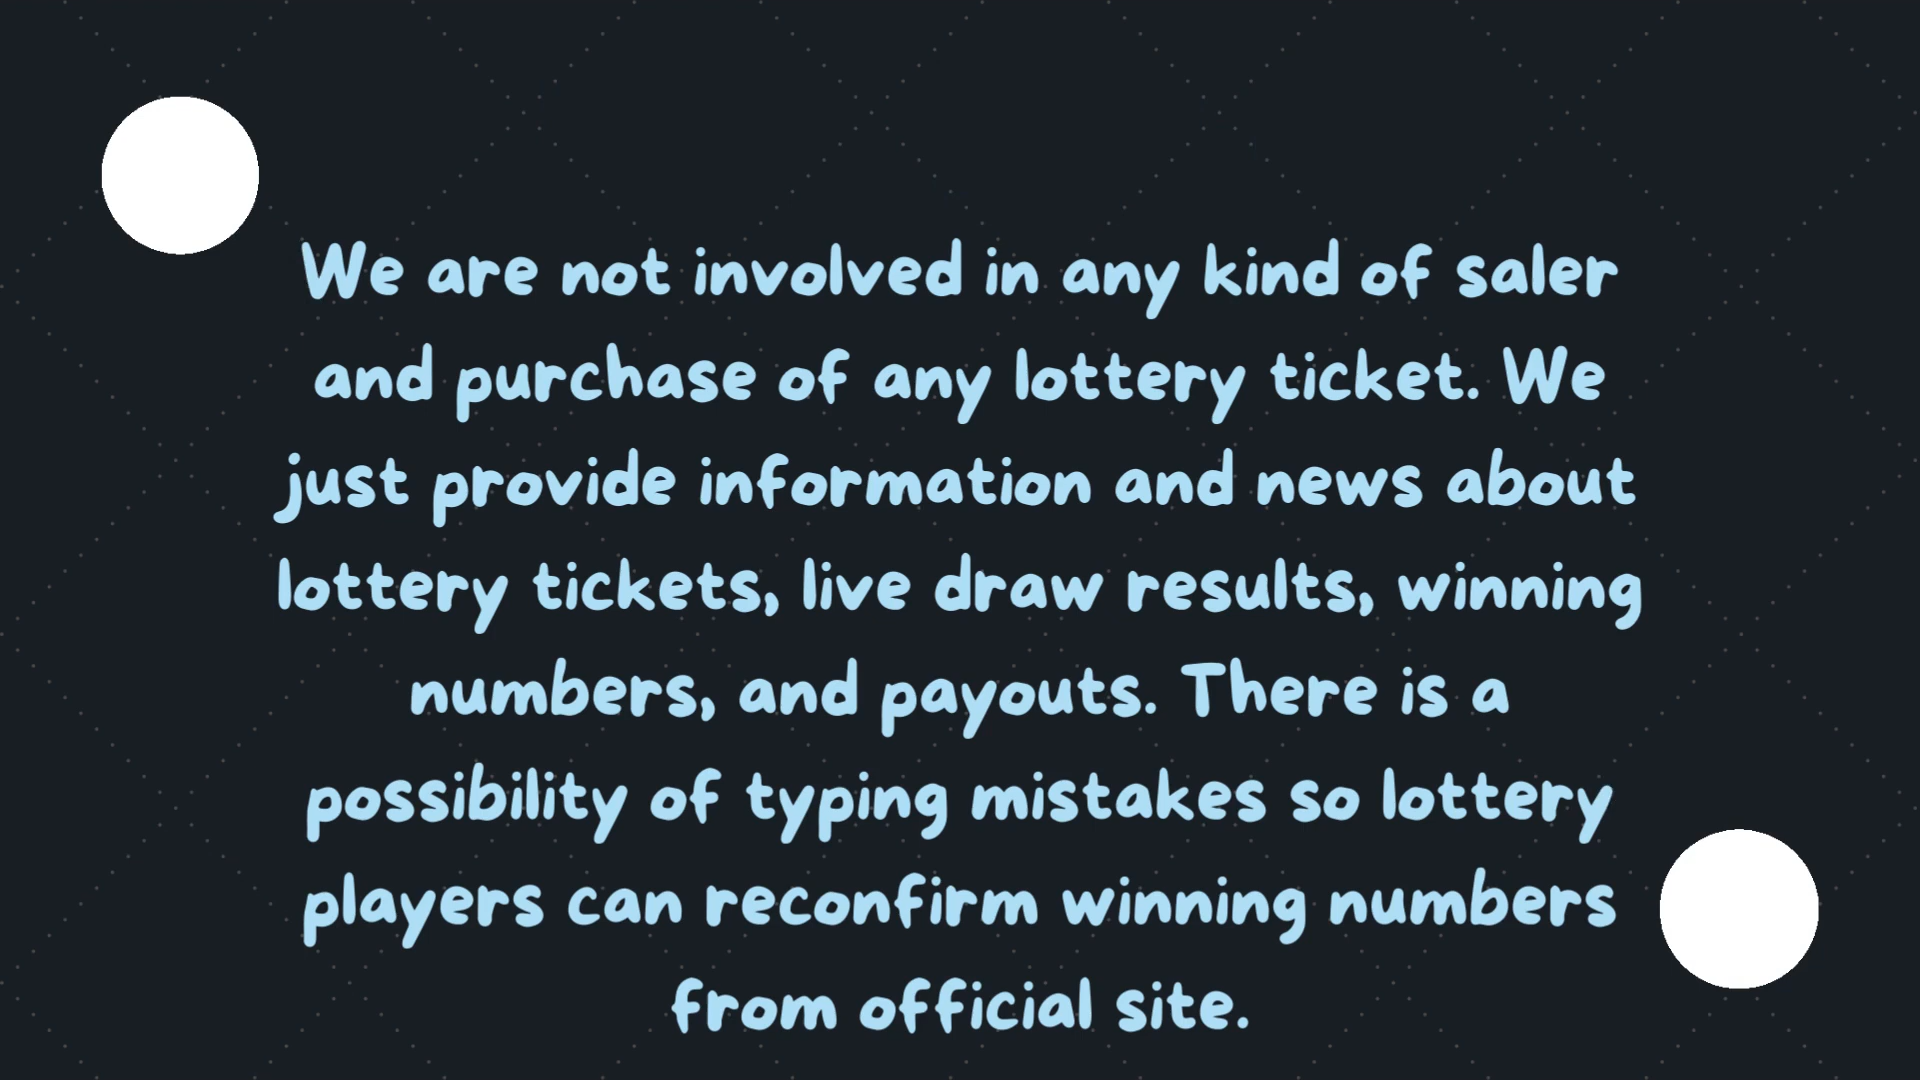 We are not involved in any kind of saler
and purchase of any lottery ticket. We
just provide information and news about
lottery tickets, live draw results, winning
numbers, and payouts. There is a
possibility of typing mistakes so lottery
players can reconfirm winning numbers
from official site.